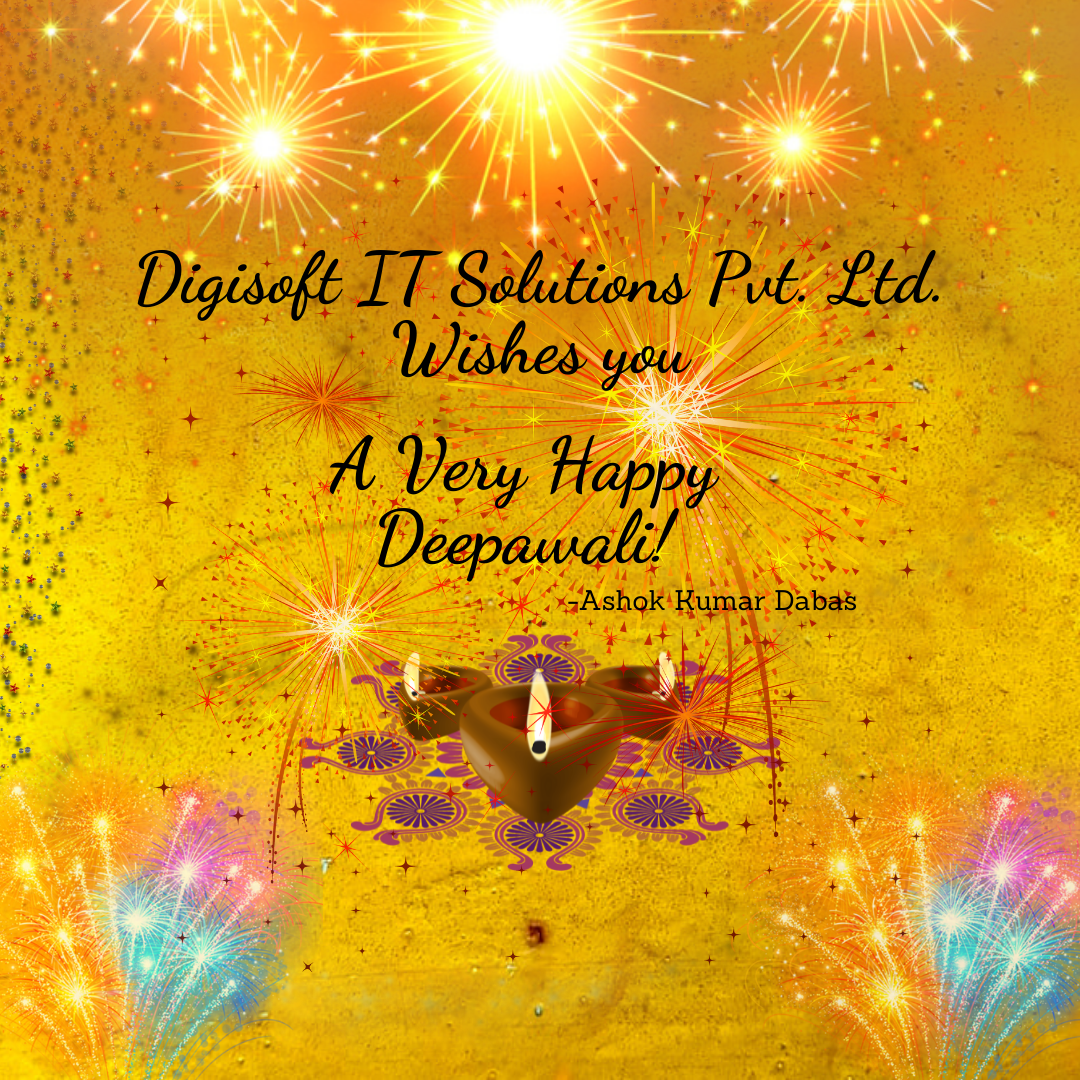 Digisoft IT Solutions Pvt. Ltd.
Wishes you
A Very Happy
Deepawali!
-Ashok Kumar Dabas